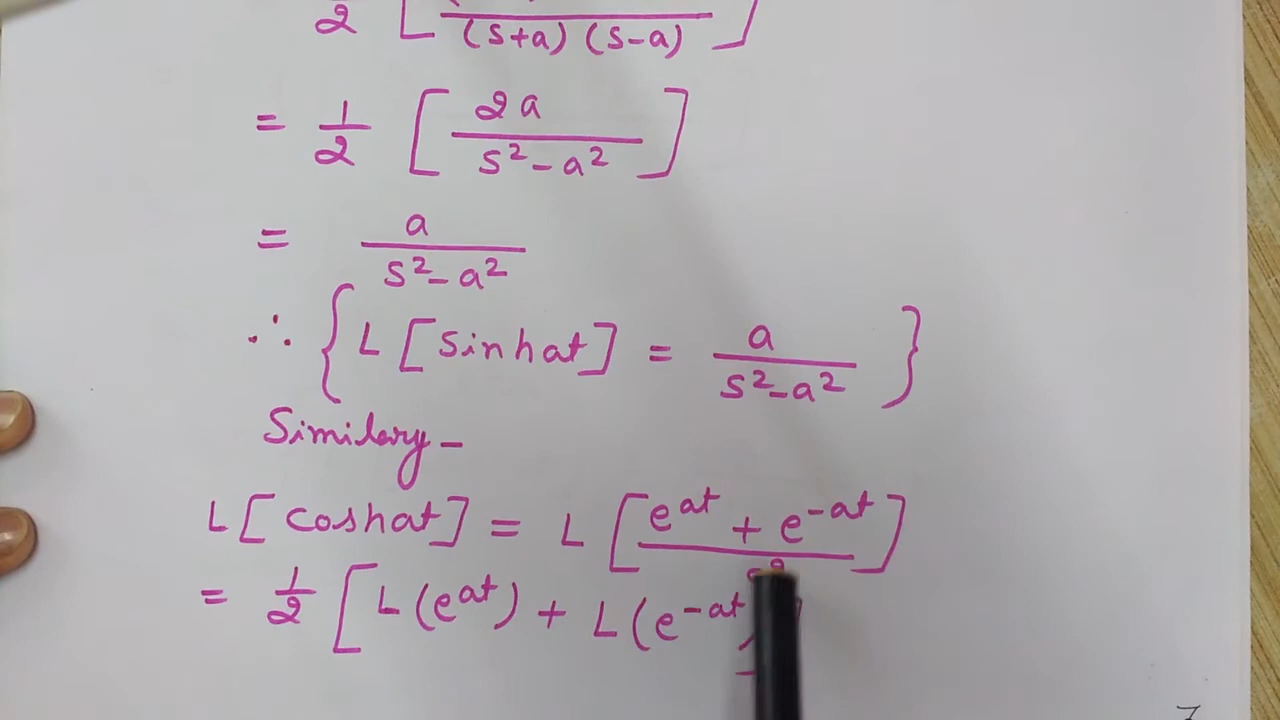 1/2 [ / (s+a) (s-a) ]
= 1/2 [ 2a / s² - a² ]
= a / s² - a²
∴ { L [sinhat] = a / s² - a² }
Similary -
L[coshat] = L [ e^at + e^-at / ]
= 1/2 [ L(e^at) + L(e^-at)